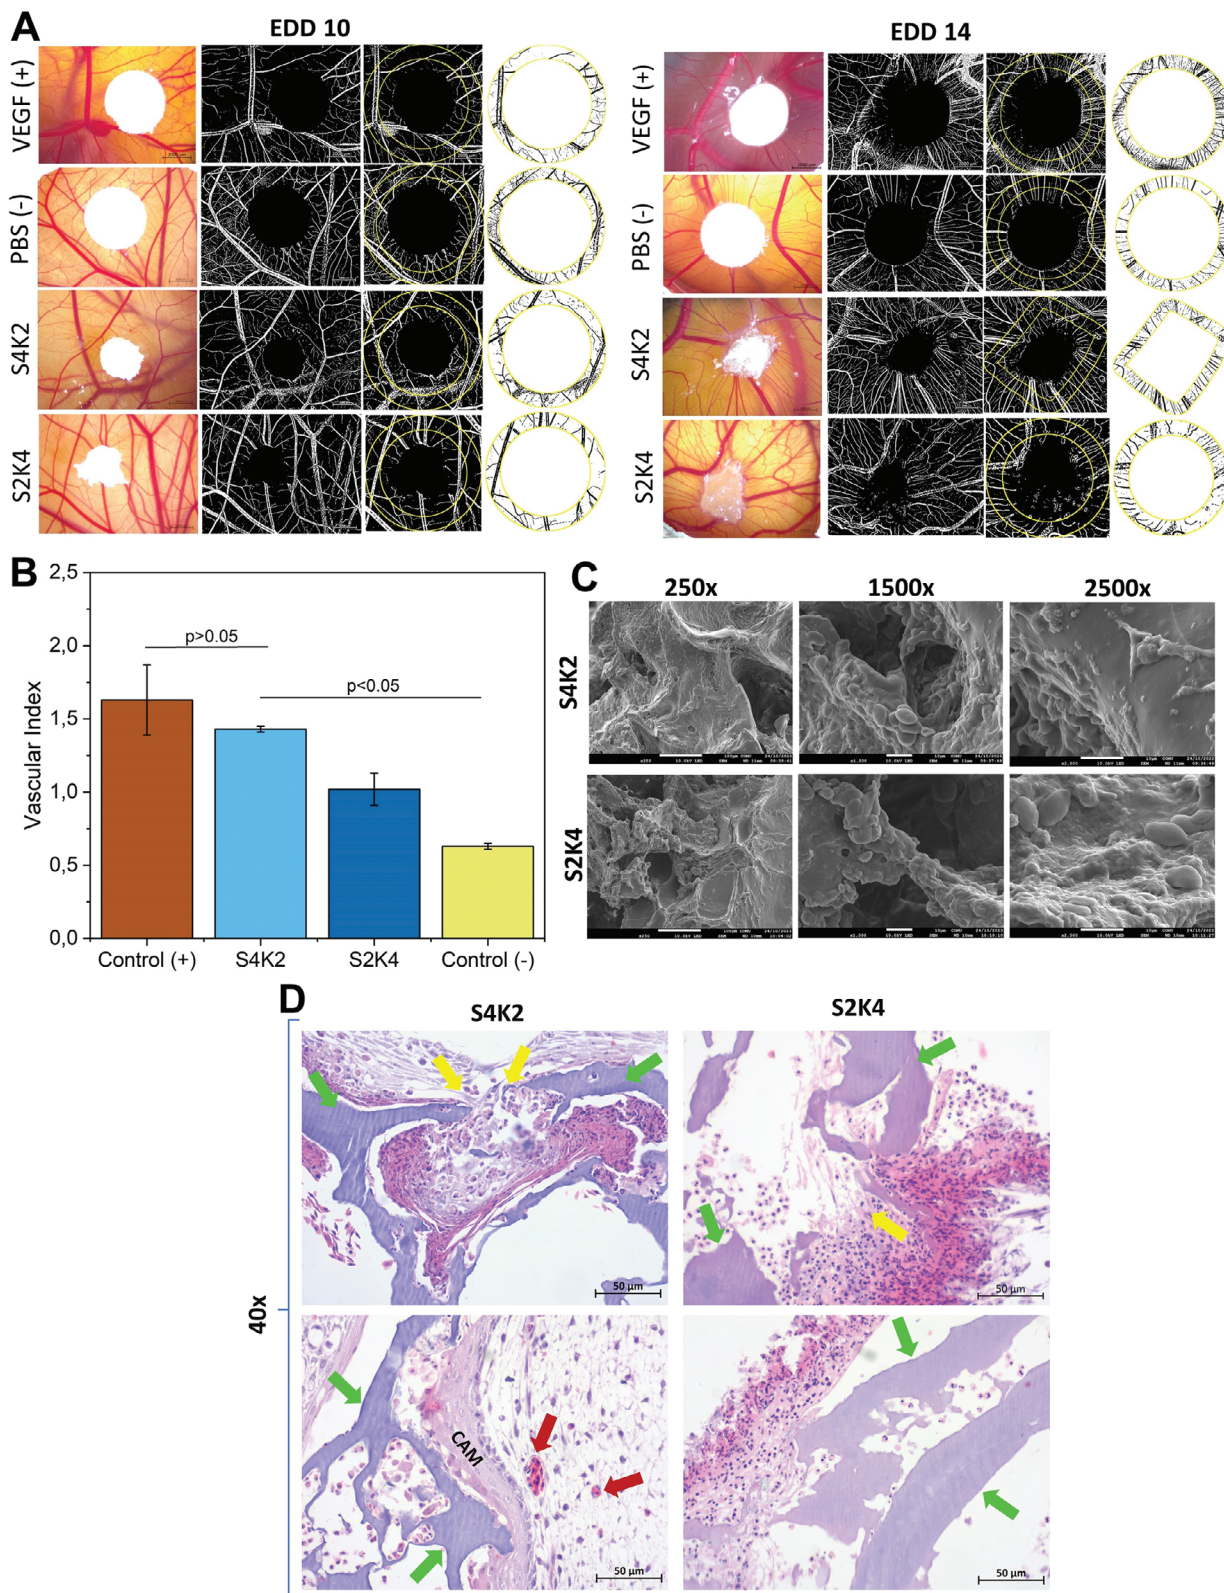 A
EDD 10
EDD 14
VEGF (+)
PBS (-)
S4K2
S2K4
VEGF (+)
PBS (-)
S4K2
S2K4
B
Vascular Index
2,5
2,0
1,5
1,0
0,5
0,0
p>0.05
p<0.05
Control (+)
S4K2
S2K4
Control (-)
C
250x
1500x
2500x
S4K2
S2K4
D
S4K2
S2K4
40x
50 µm
50 µm
CAM
50 µm
50 µm